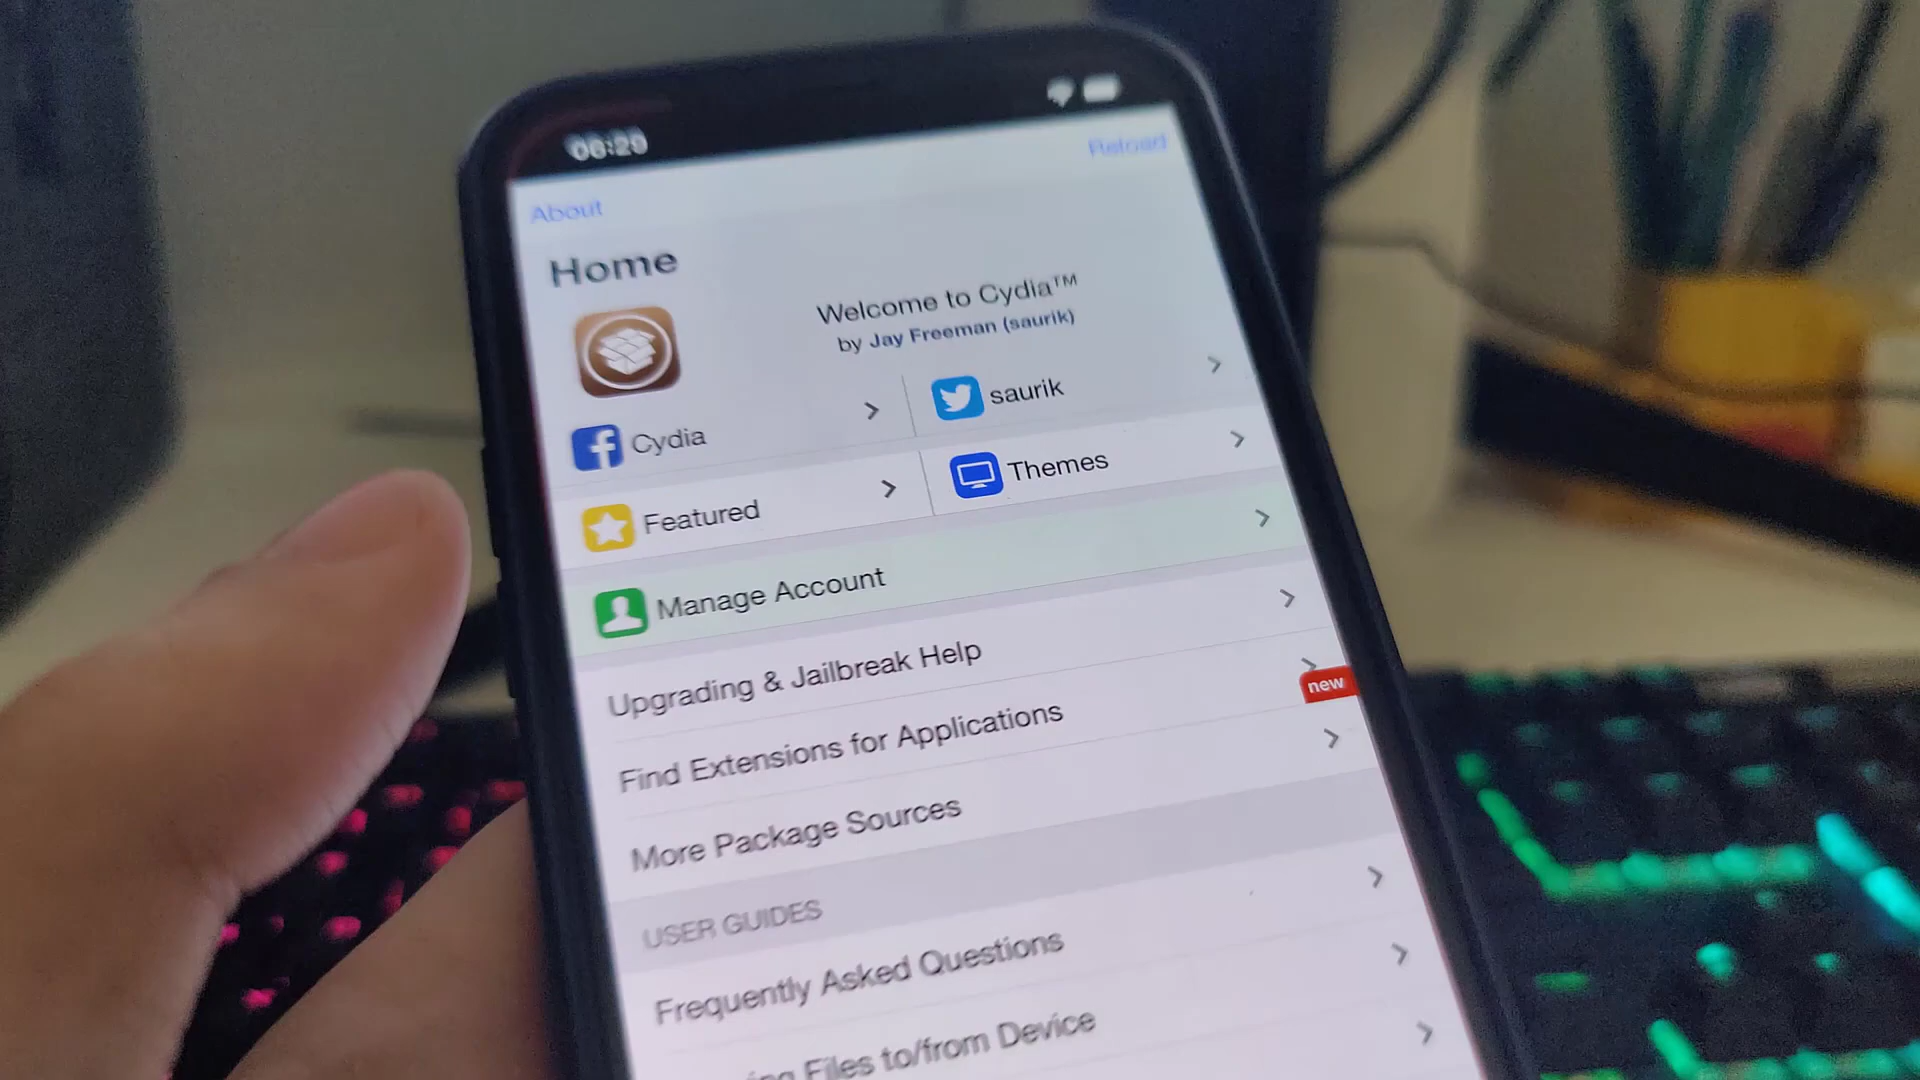 06:29
About
Reload
Home
Welcome to Cydia™
by Jay Freeman (saurik)
Cydia
saurik
Featured
Themes
Manage Account
Upgrading & Jailbreak Help
Find Extensions for Applications
new
More Package Sources
USER GUIDES
Frequently Asked Questions
Files to/from Device